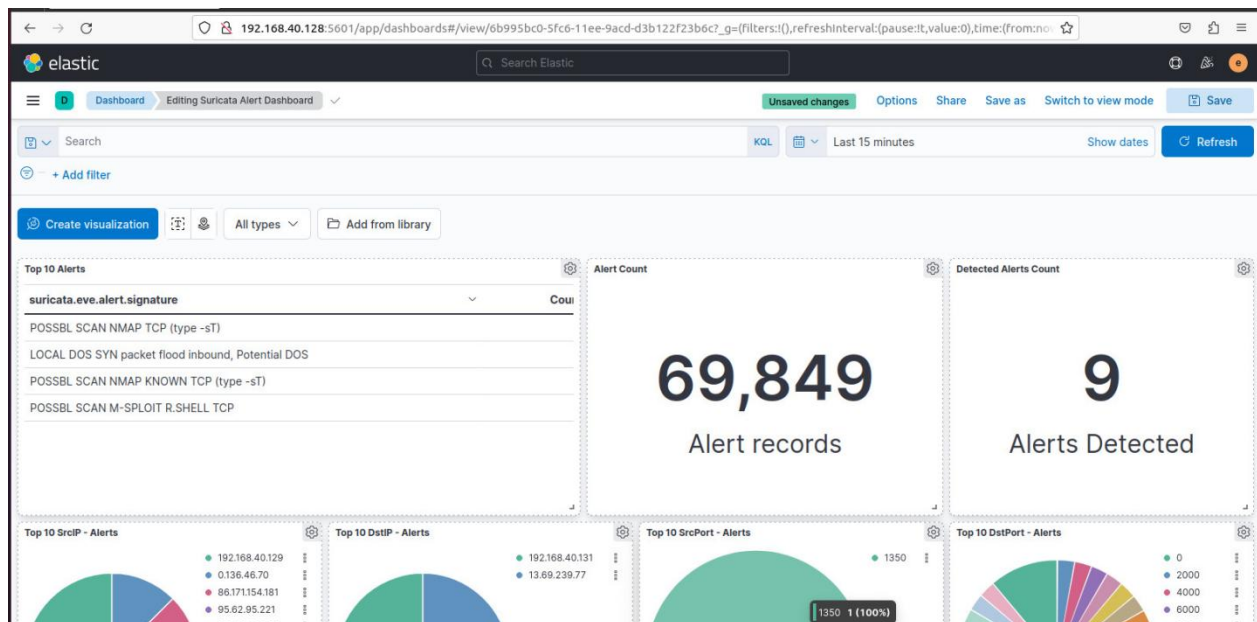 192.168.40.128:5601/app/dashboards#/view/6b995bc0-5fc6-11ee-9acd-d3b122f23b6c?_g=(filters:!(),refreshInterval:(pause:!t,value:0),time:(from:no
elastic
Search Elastic
e
D Dashboard Editing Suricata Alert Dashboard Unsaved changes Options Share Save as Switch to view mode Save
Search KQL Last 15 minutes Show dates Refresh
+ Add filter
Create visualization All types Add from library
Top 10 Alerts
suricata.eve.alert.signature Cou
POSSBL SCAN NMAP TCP (type -sT)
LOCAL DOS SYN packet flood inbound, Potential DOS
POSSBL SCAN NMAP KNOWN TCP (type -sT)
POSSBL SCAN M-SPLOIT R.SHELL TCP
Alert Count
69,849
Alert records
Detected Alerts Count
9
Alerts Detected
Top 10 SrcIP - Alerts
192.168.40.129
0.136.46.70
86.171.154.181
95.62.95.221
Top 10 DstIP - Alerts
192.168.40.131
13.69.239.77
Top 10 SrcPort - Alerts
1350
1350 1 (100%)
Top 10 DstPort - Alerts
0
2000
4000
6000